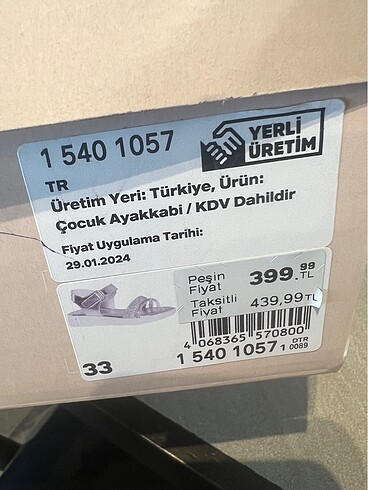 1 540 1057
YERLİ
ÜRETİM
TR
Üretim Yeri: Türkiye, Ürün:
Çocuk Ayakkabi / KDV Dahildir
Fiyat Uygulama Tarihi:
29.01.2024
Peşin
Fiyat
399.99 TL
Taksitli
Fiyat
439,99 TL
4 068365 570800
DTR
1 540 1057 1 0089
33